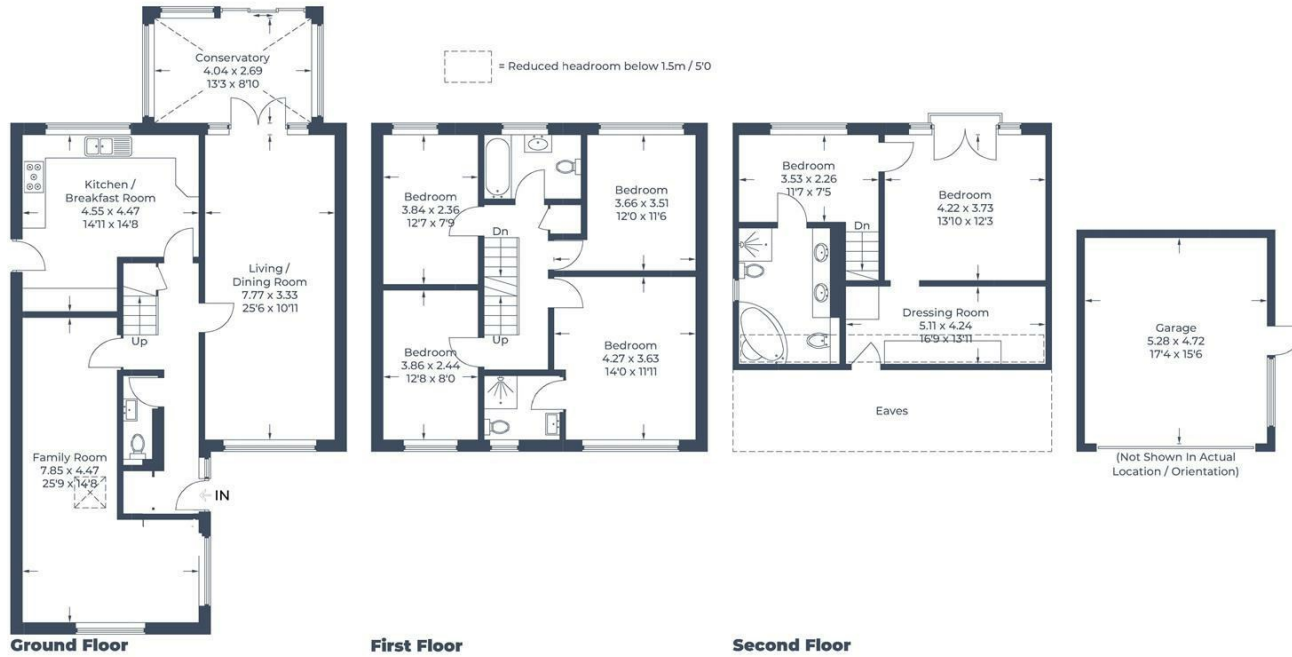 Conservatory
4.04 x 2.69
13'3 x 8'10
= Reduced headroom below 1.5m / 5'0
Kitchen /
Breakfast Room
4.55 x 4.47
14'11 x 14'8
Living /
Dining Room
7.77 x 3.33
25'6 x 10'11
Up
Family Room
7.85 x 4.47
25'9 x 14'8
IN
Ground Floor
Bedroom
3.84 x 2.36
12'7 x 7'9
Bedroom
3.66 x 3.51
12'0 x 11'6
Dn
Up
Bedroom
3.86 x 2.44
12'8 x 8'0
Bedroom
4.27 x 3.63
14'0 x 11'11
First Floor
Bedroom
3.53 x 2.26
11'7 x 7'5
Bedroom
4.22 x 3.73
13'10 x 12'3
Dn
Dressing Room
5.11 x 4.24
16'9 x 13'11
Eaves
Second Floor
Garage
5.28 x 4.72
17'4 x 15'6
(Not Shown In Actual
Location / Orientation)